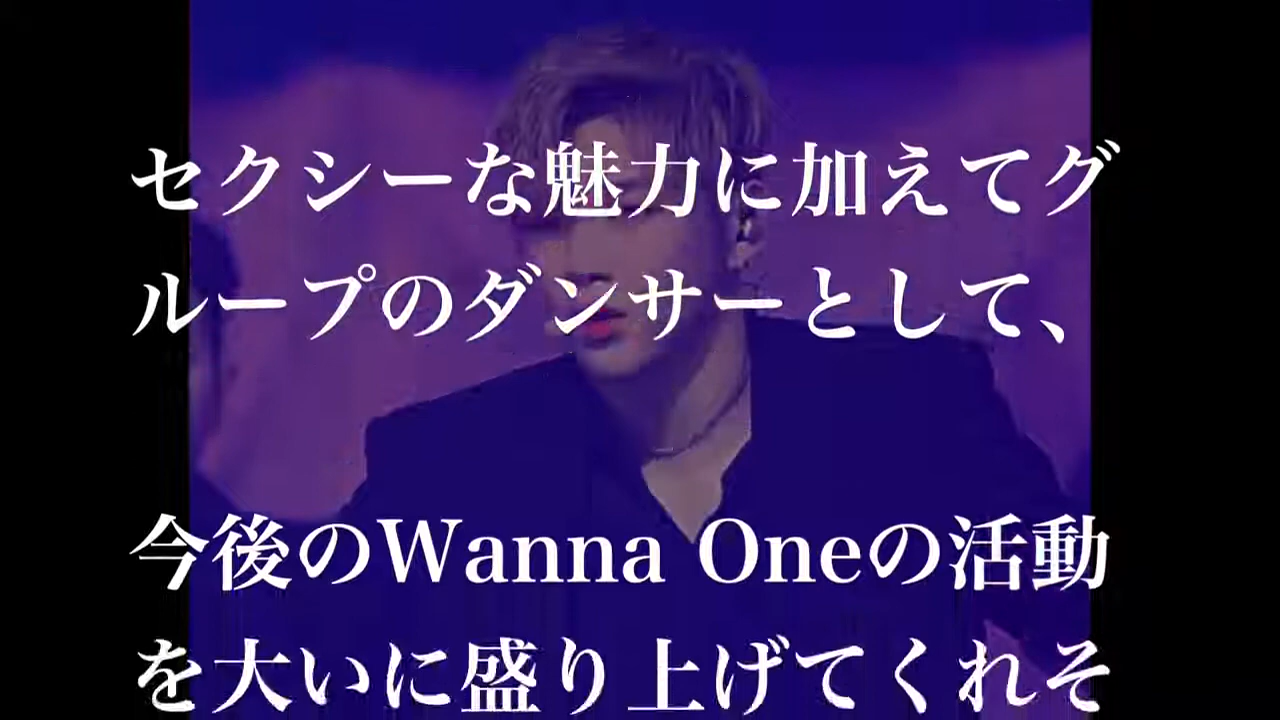 セクシーな魅力に加えてグ
ループのダンサーとして、
今後のWanna Oneの活動
を大いに盛り上げてくれそ